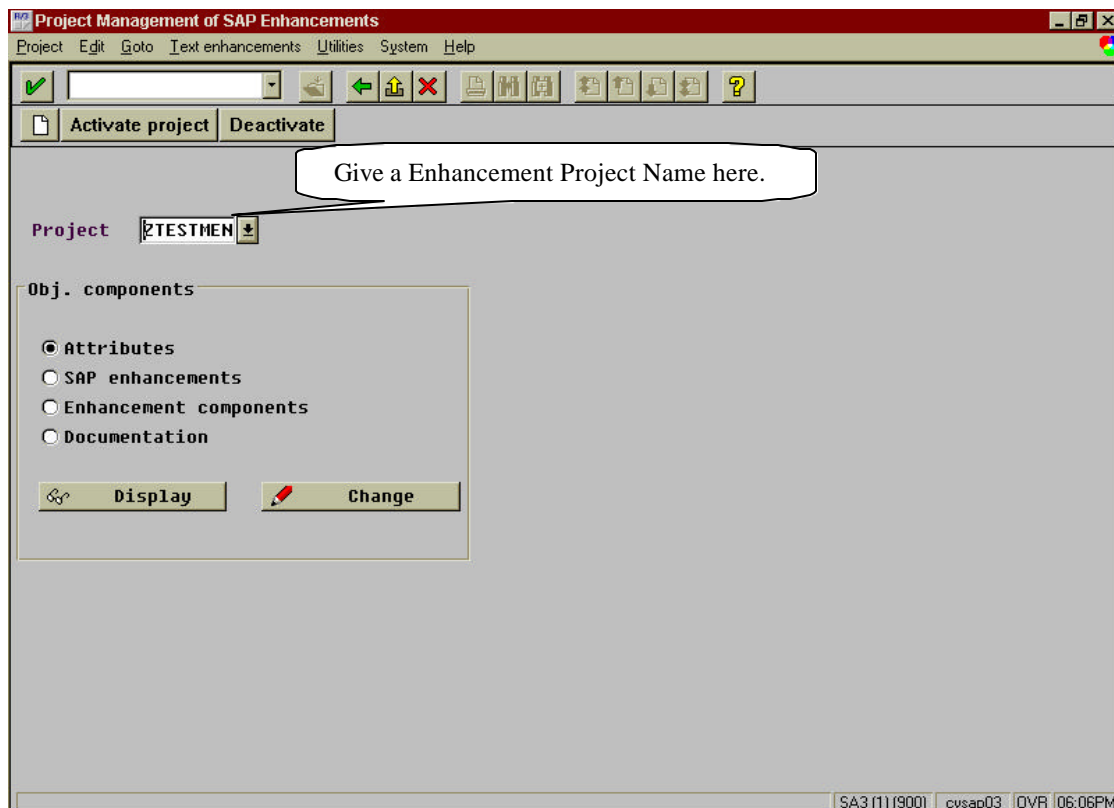 R/3 Project Management of SAP Enhancements
Project Edit Goto Text enhancements Utilities System Help
Activate project Deactivate
Give a Enhancement Project Name here.
Project ZTESTMEN
Obj. components
Attributes
SAP enhancements
Enhancement components
Documentation
Display Change
SA3 (1) (900) cvsap03 OVR 06:06PM